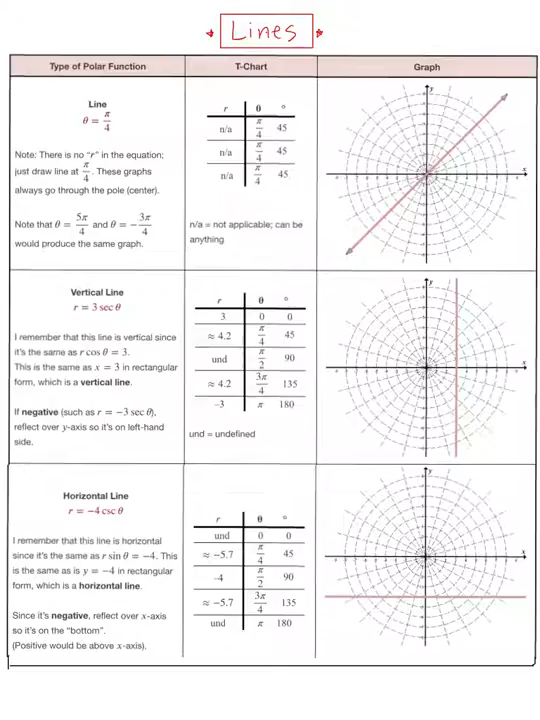 Lines
Type of Polar Function T-Chart Graph
Line
θ = π/4
Note: There is no "r" in the equation;
just draw line at π/4. These graphs
always go through the pole (center).
Note that θ = 5π/4 and θ = −3π/4
would produce the same graph.
r θ °
n/a π/4 45
n/a π/4 45
n/a π/4 45
n/a = not applicable; can be
anything
y
x
Vertical Line
r = 3 sec θ
I remember that this line is vertical since
it's the same as r cos θ = 3.
This is the same as x = 3 in rectangular
form, which is a vertical line.
If negative (such as r = −3 sec θ),
reflect over y-axis so it's on left-hand
side.
r θ °
3 0 0
≈ 4.2 π/4 45
und π/2 90
≈ 4.2 3π/4 135
−3 π 180
und = undefined
y
x
Horizontal Line
r = −4 csc θ
I remember that this line is horizontal
since it's the same as r sin θ = −4. This
is the same as is y = −4 in rectangular
form, which is a horizontal line.
Since it's negative, reflect over x-axis
so it's on the "bottom".
(Positive would be above x-axis).
r θ °
und 0 0
≈ −5.7 π/4 45
-4 π/2 90
≈ −5.7 3π/4 135
und π 180
y
x